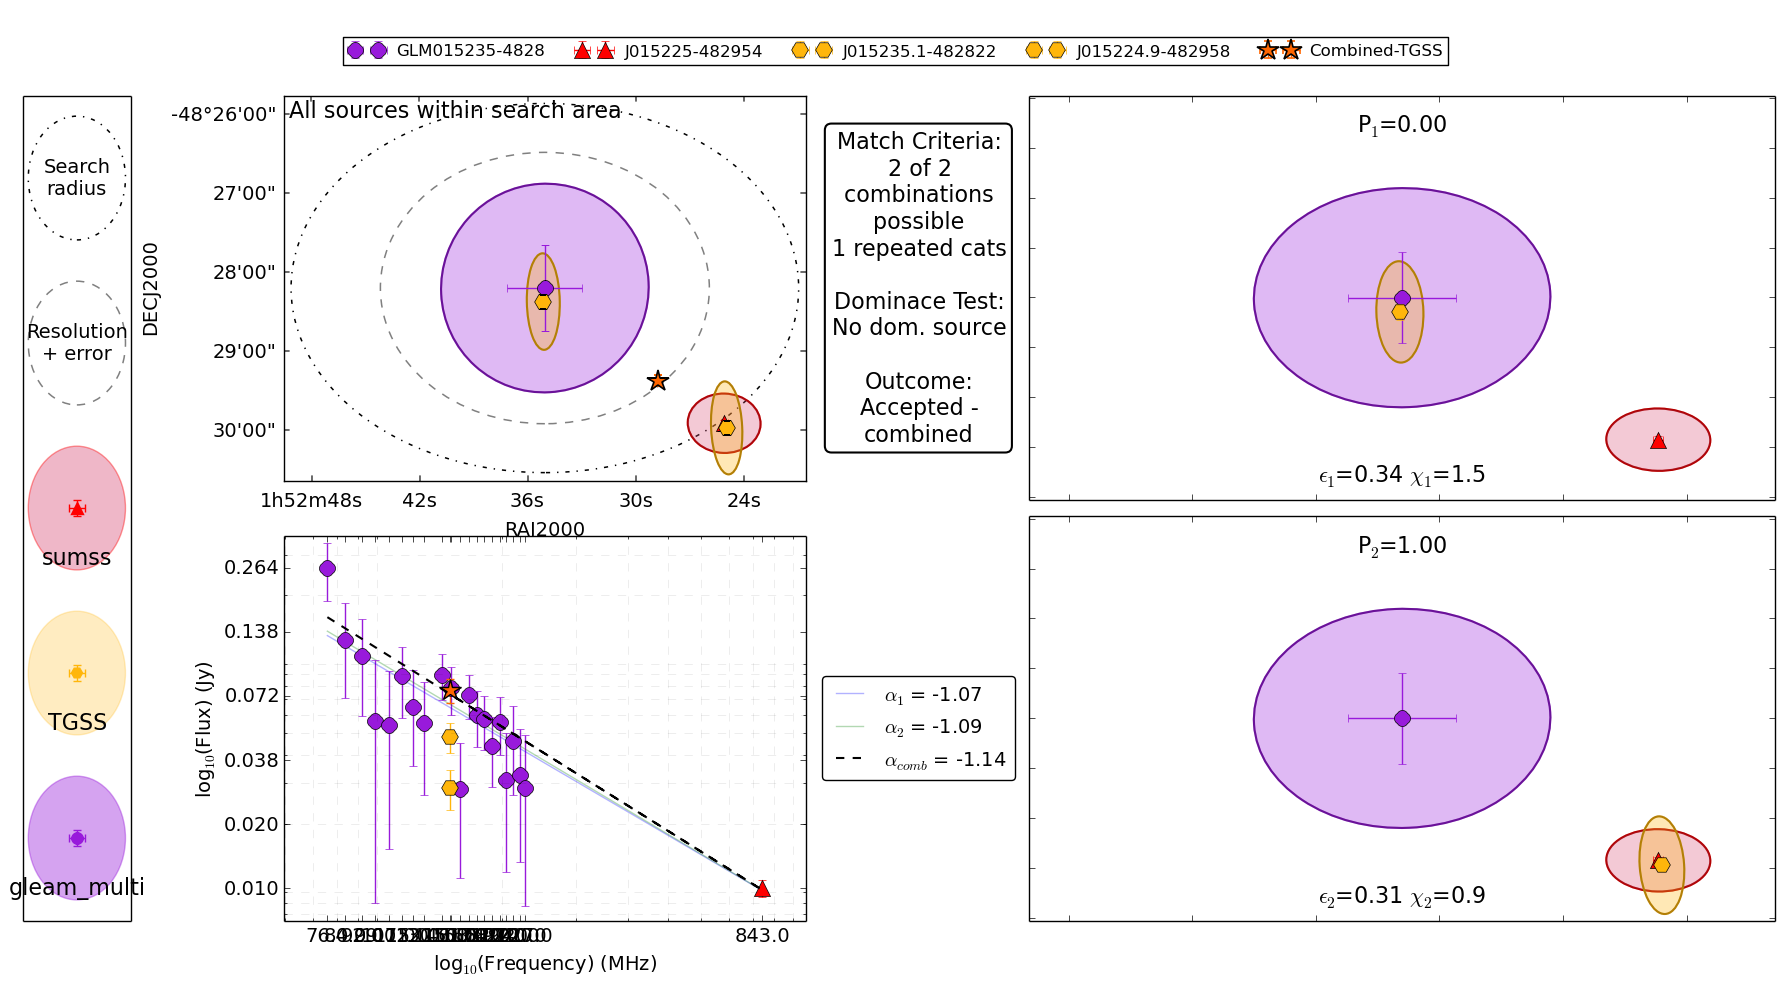 GLM015235-4828 J015225-482954 J015235.1-482822 J015224.9-482958 Combined-TGSS
Search
radius
Resolution
+ error
sumss
TGSS
gleam_multi
All sources within search area
-48°26'00"
27'00"
28'00"
29'00"
30'00"
DECJ2000
1h52m48s 42s 36s 30s 24s
RAJ2000
Match Criteria:
2 of 2
combinations
possible
1 repeated cats
Dominace Test:
No dom. source
Outcome:
Accepted -
combined
P1=0.00
ϵ1=0.34 χ1=1.5
P2=1.00
ϵ2=0.31 χ2=0.9
0.264
0.138
0.072
0.038
0.020
0.010
log10(Flux) (Jy)
843.0
log10(Frequency) (MHz)
α1 = -1.07
α2 = -1.09
αcomb = -1.14